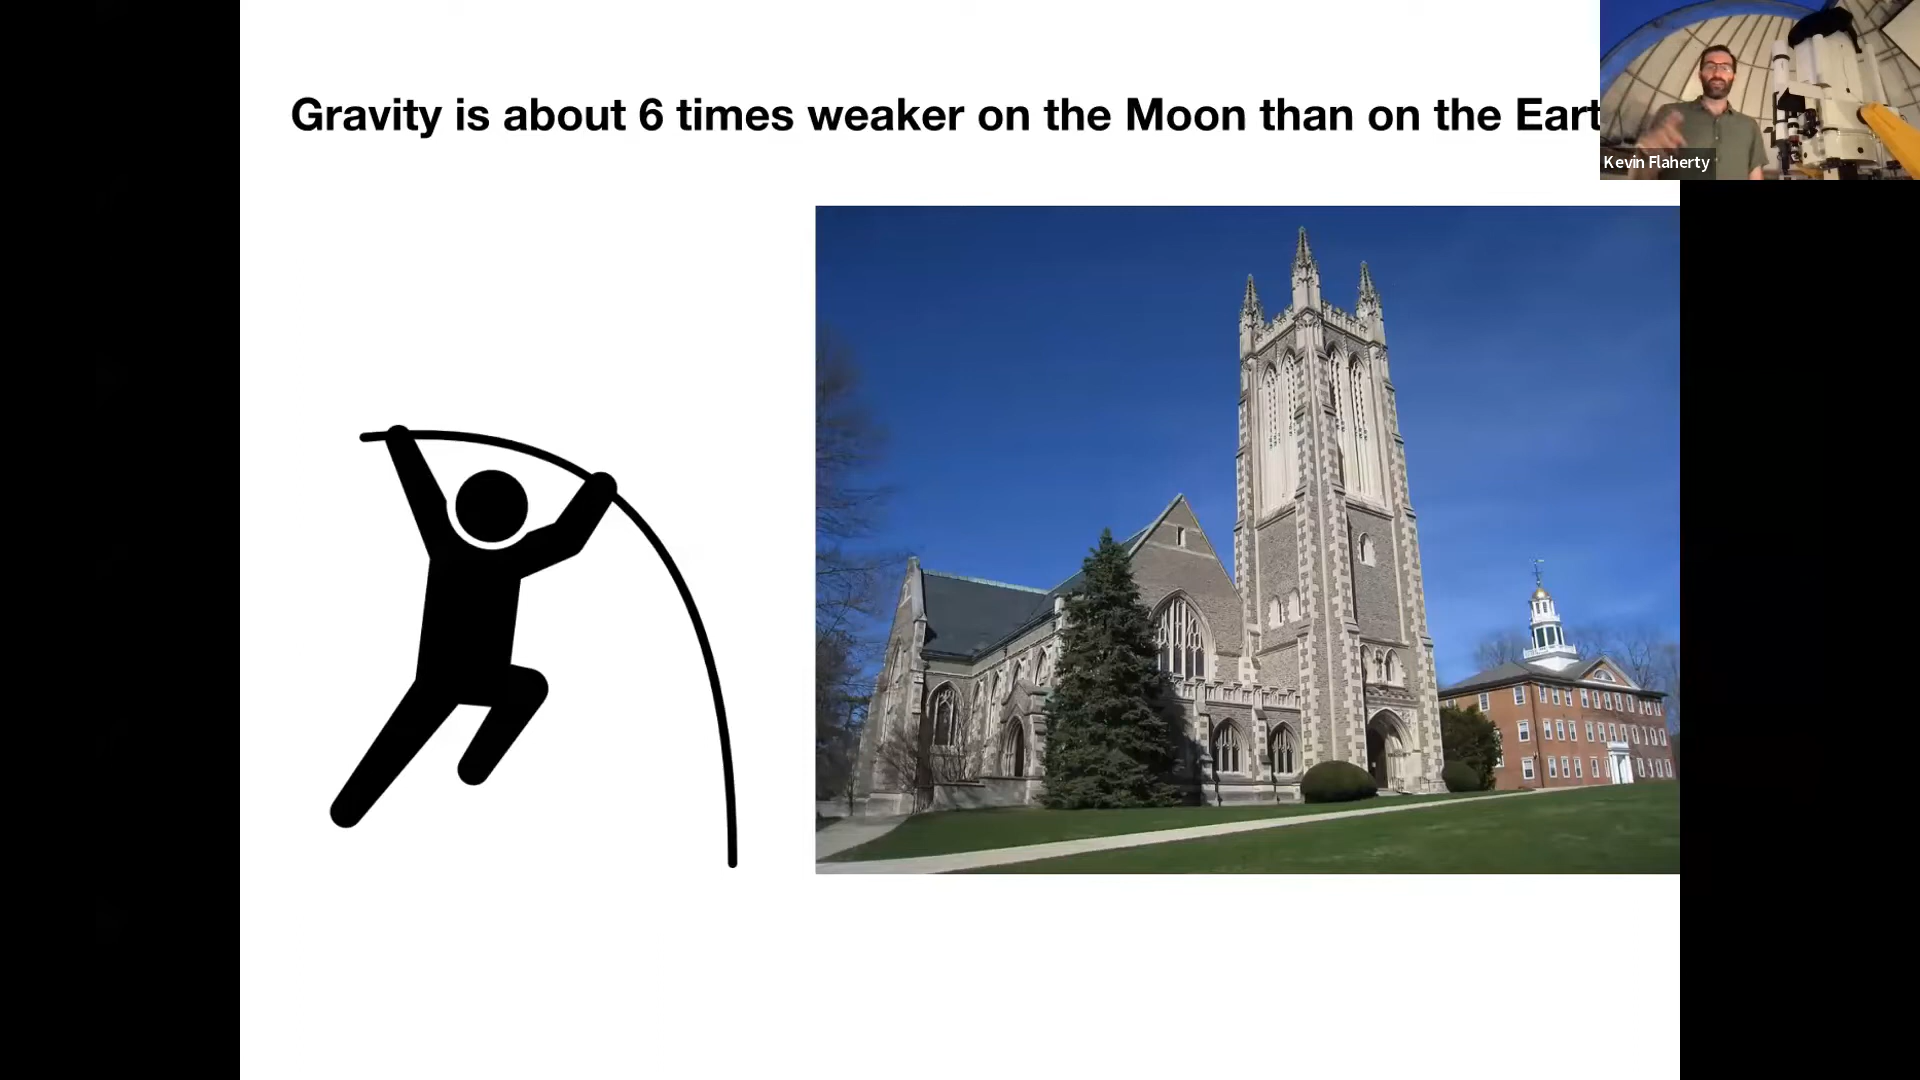 Gravity is about 6 times weaker on the Moon than on the Eart
Kevin Flaherty